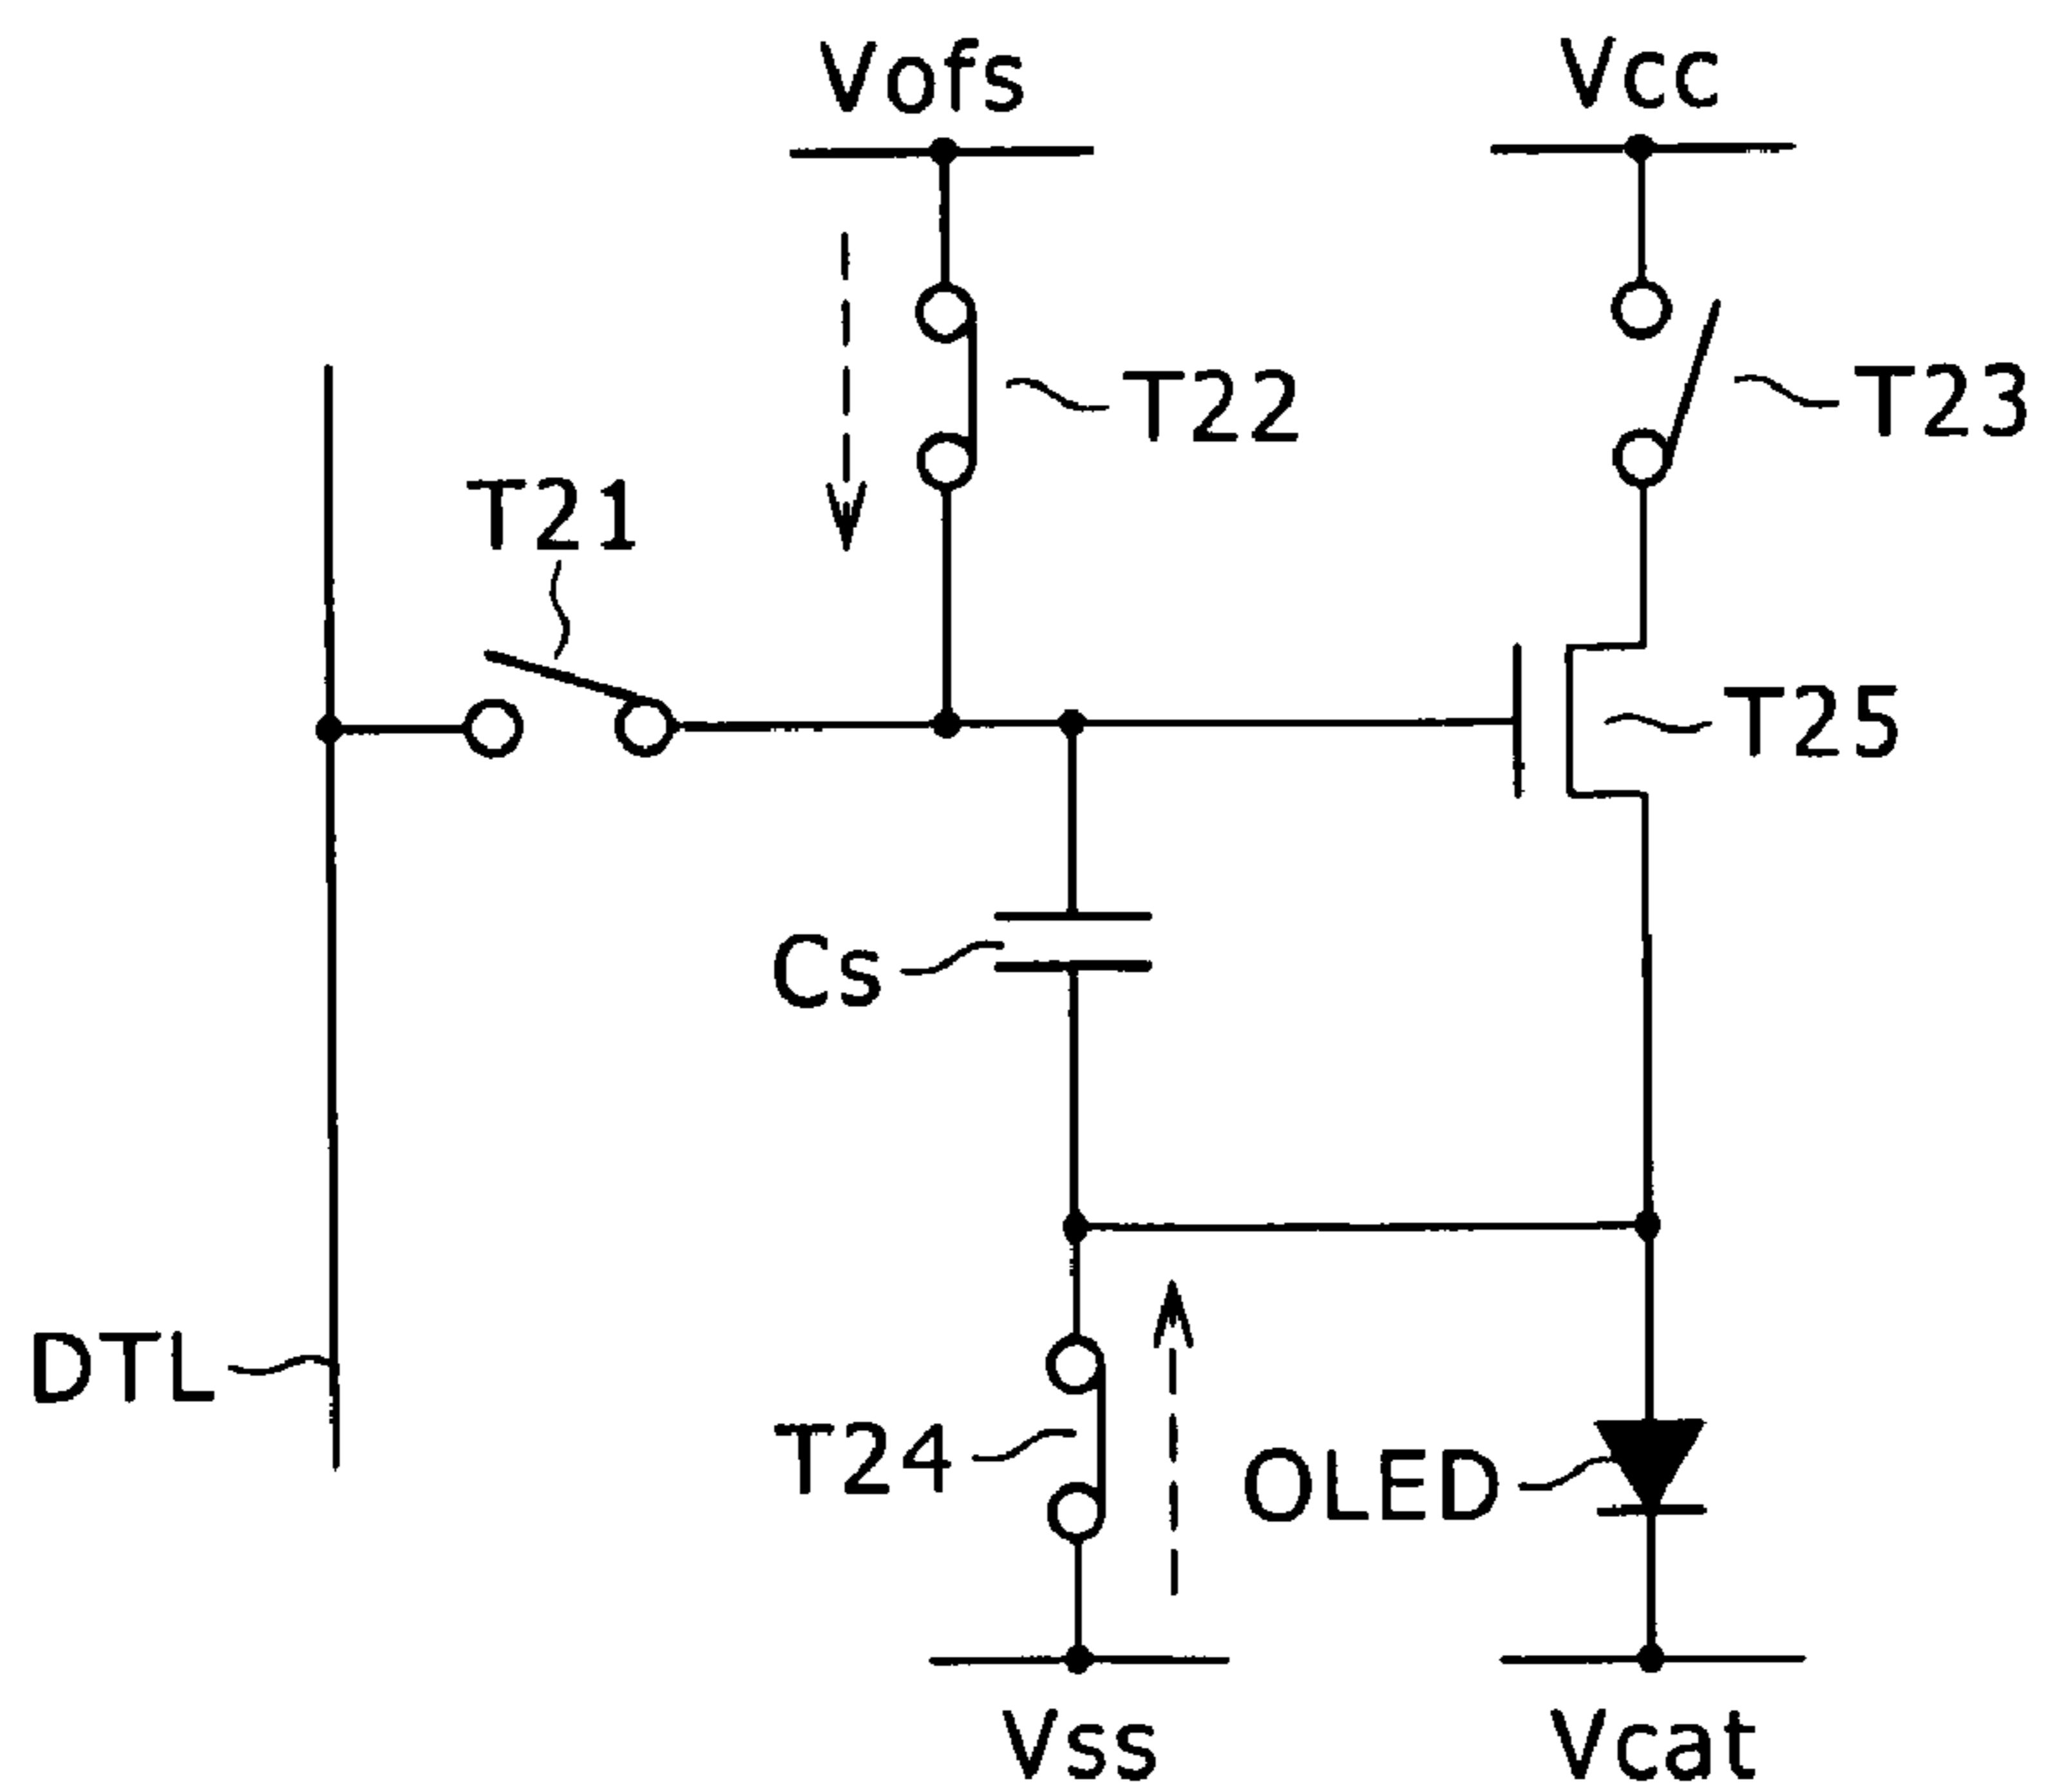 Vofs
Vcc
T22
T23
T21
T25
Cs
DTL
T24
OLED
Vss
Vcat